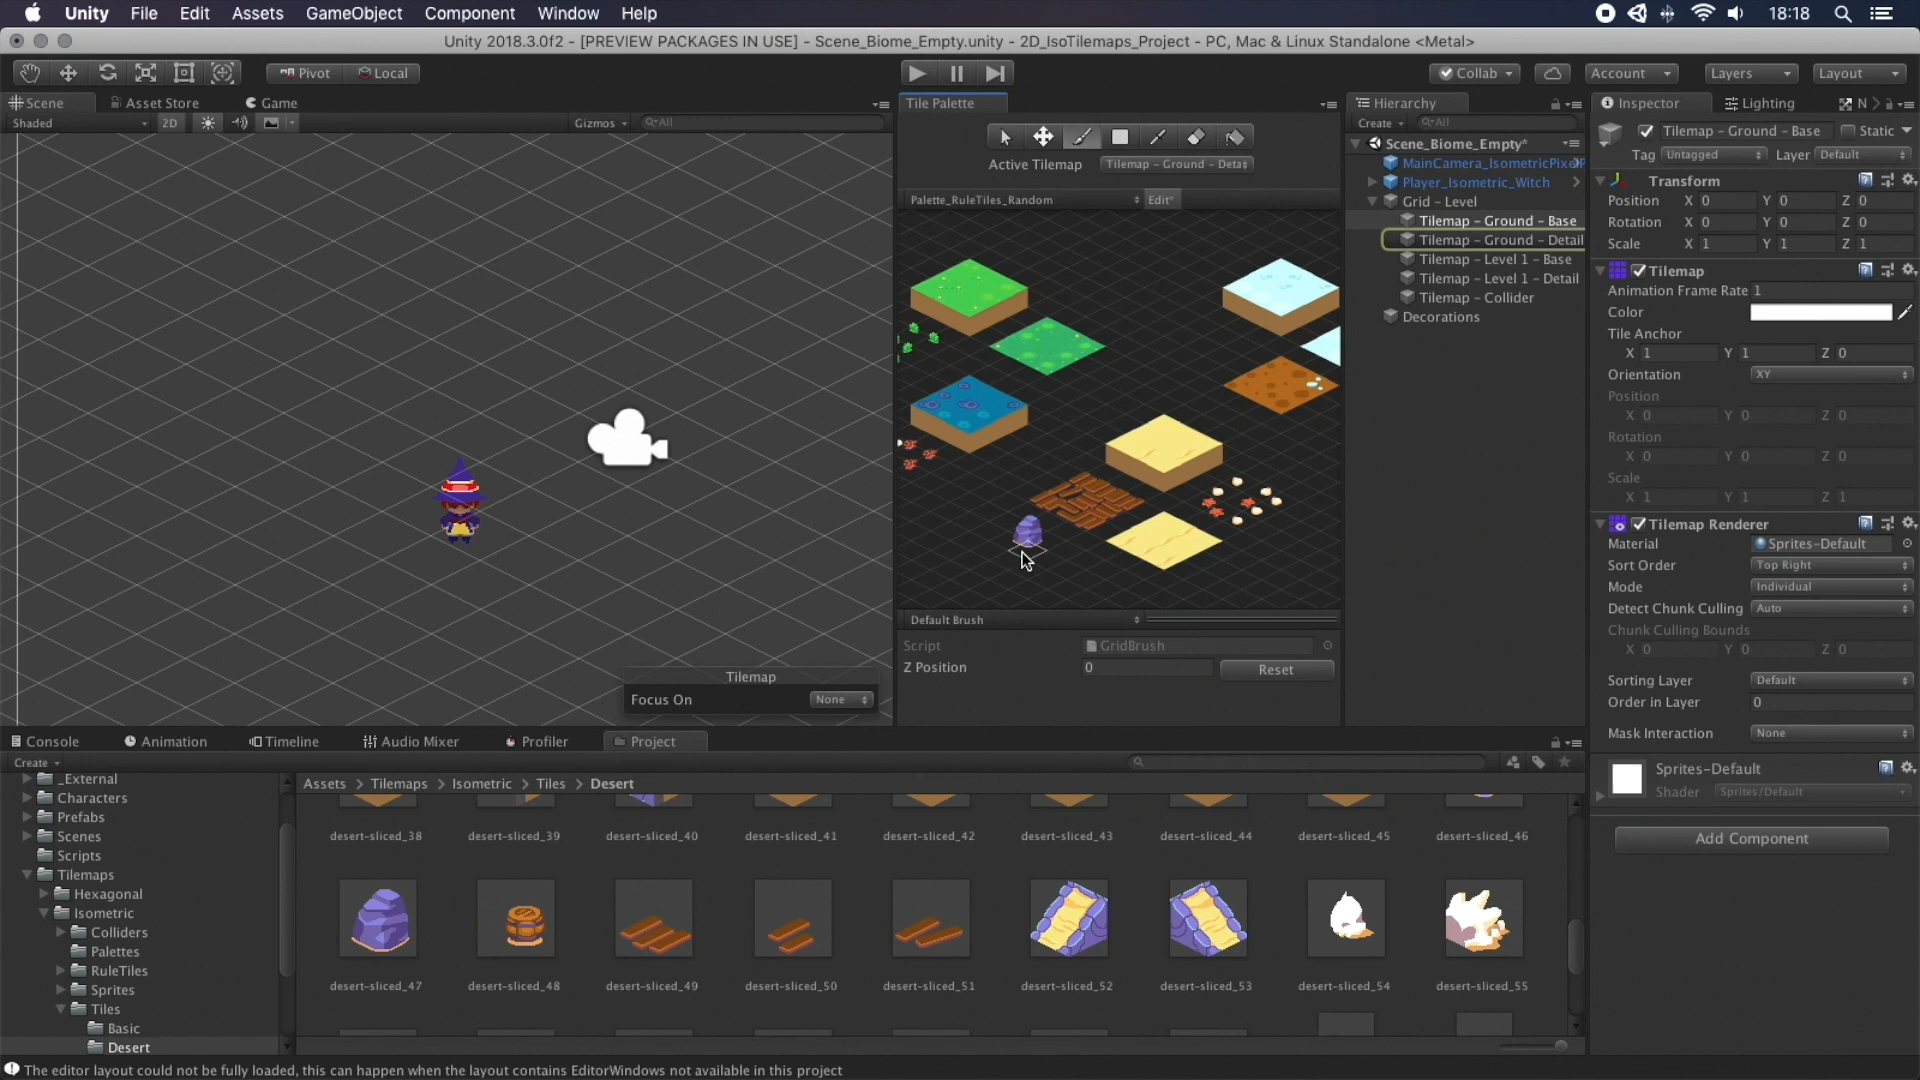 Unity File Edit Assets GameObject Component Window Help 18:18
Unity 2018.3.0f2 - [PREVIEW PACKAGES IN USE] - Scene_Biome_Empty.unity - 2D_IsoTilemaps_Project - PC, Mac & Linux Standalone <Metal>
Pivot Local Collab Account Layers Layout
Scene Asset Store Game
Shaded 2D Gizmos All
Tile Palette
Active Tilemap Tilemap - Ground - Deta
Palette_RuleTiles_Random Edit*
Default Brush
Script GridBrush
Z Position 0 Reset
Tilemap
Focus On None
Hierarchy
Create All
Scene_Biome_Empty*
MainCamera_IsometricPixelP
Player_Isometric_Witch
Grid - Level
Tilemap - Ground - Base
Tilemap - Ground - Detail
Tilemap - Level 1 - Base
Tilemap - Level 1 - Detail
Tilemap - Collider
Decorations
Inspector Lighting N
Tilemap - Ground - Base Static
Tag Untagged Layer Default
Transform
Position X 0 Y 0 Z 0
Rotation X 0 Y 0 Z 0
Scale X 1 Y 1 Z 1
Tilemap
Animation Frame Rate 1
Color
Tile Anchor
X 1 Y 1 Z 0
Orientation XY
Position
X 0 Y 0 Z 0
Rotation
X 0 Y 0 Z 0
Scale
X 1 Y 1 Z 1
Tilemap Renderer
Material Sprites-Default
Sort Order Top Right
Mode Individual
Detect Chunk Culling Auto
Chunk Culling Bounds
X 0 Y 0 Z 0
Sorting Layer Default
Order in Layer 0
Mask Interaction None
Sprites-Default
Shader Sprites/Default
Add Component
Console Animation Timeline Audio Mixer Profiler Project
Create
_External
Characters
Prefabs
Scenes
Scripts
Tilemaps
Hexagonal
Isometric
Colliders
Palettes
RuleTiles
Sprites
Tiles
Basic
Desert
Assets > Tilemaps > Isometric > Tiles > Desert
desert-sliced_38 desert-sliced_39 desert-sliced_40 desert-sliced_41 desert-sliced_42 desert-sliced_43 desert-sliced_44 desert-sliced_45 desert-sliced_46
desert-sliced_47 desert-sliced_48 desert-sliced_49 desert-sliced_50 desert-sliced_51 desert-sliced_52 desert-sliced_53 desert-sliced_54 desert-sliced_55
The editor layout could not be fully loaded, this can happen when the layout contains EditorWindows not available in this project